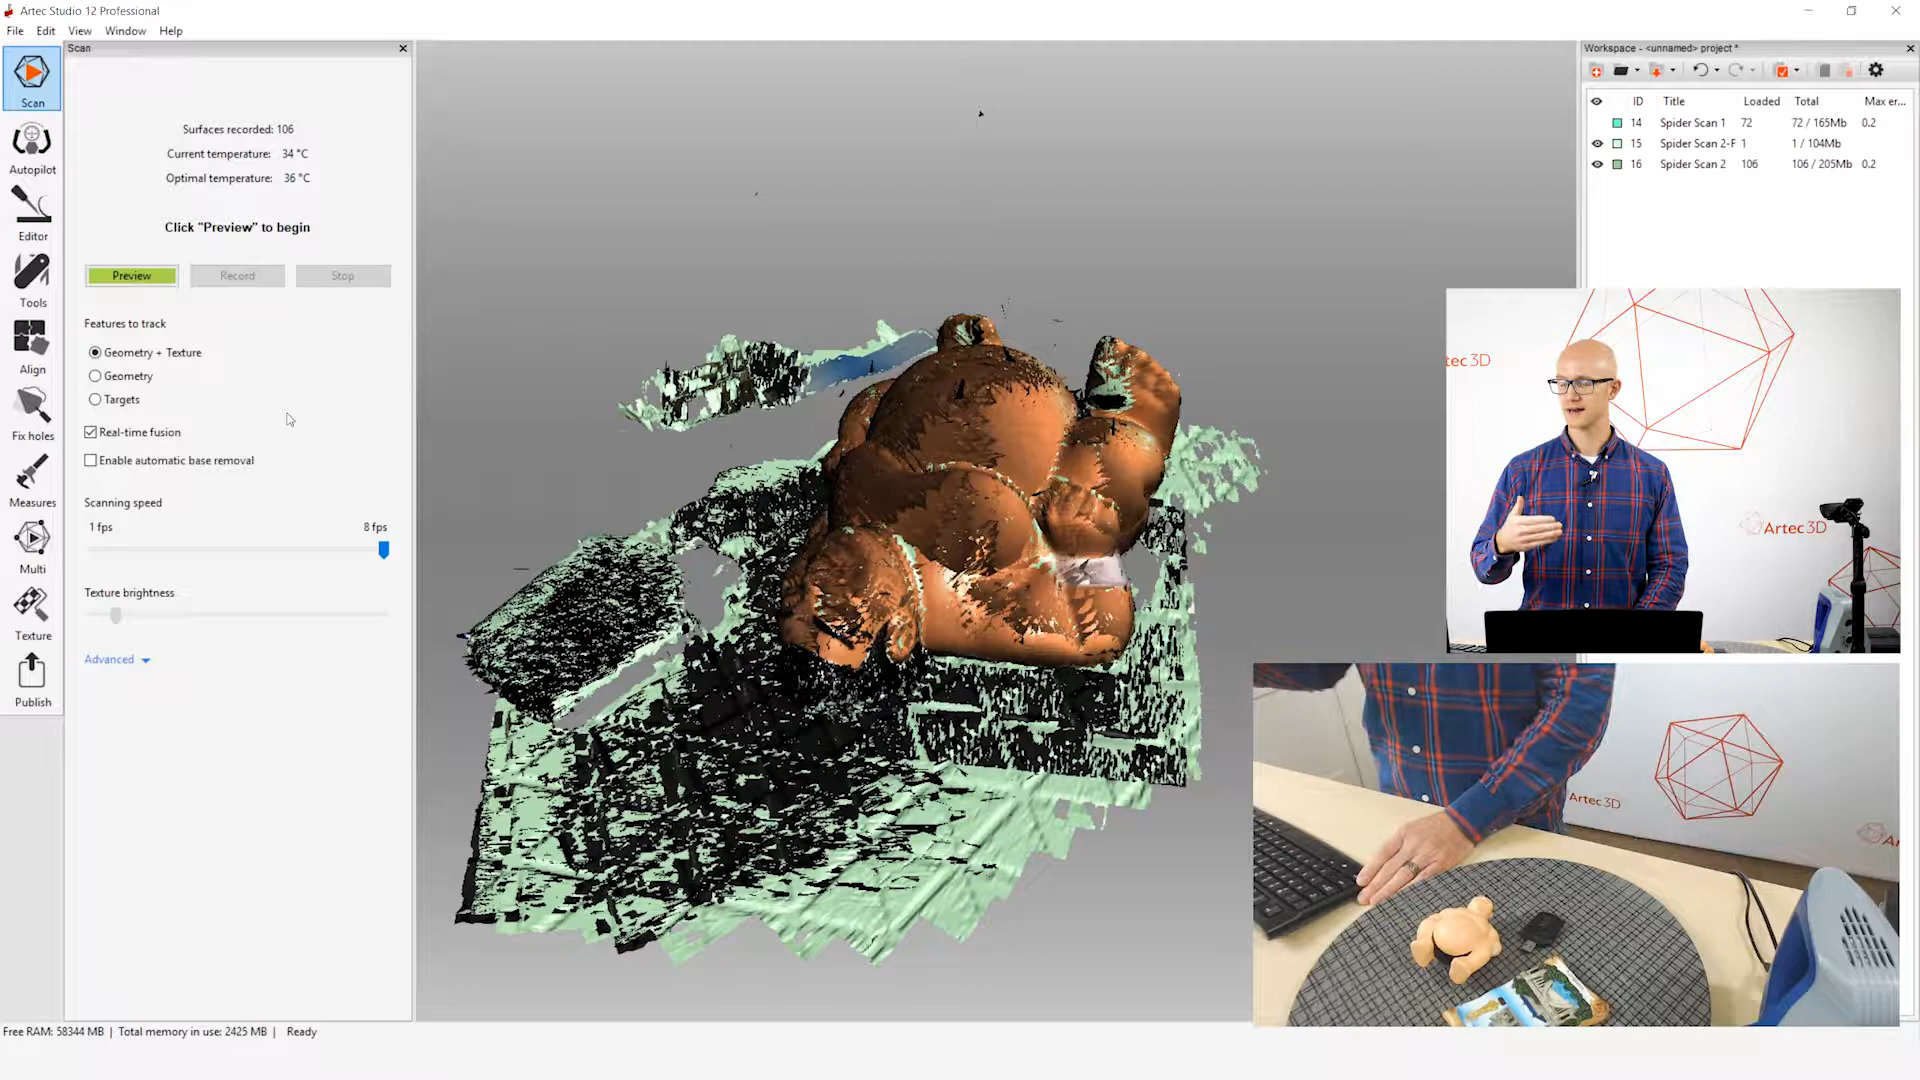 Artec Studio 12 Professional
File Edit View Window Help
Scan
Workspace - <unnamed> project *
Scan
Autopilot
Editor
Tools
Align
Fix holes
Measures
Multi
Texture
Publish
Surfaces recorded: 106
Current temperature: 34 °C
Optimal temperature: 36 °C
Click "Preview" to begin
Preview Record Stop
Features to track
Geometry + Texture
Geometry
Targets
Real-time fusion
Enable automatic base removal
Scanning speed
1 fps 8 fps
Texture brightness
Advanced
ID Title Loaded Total Max er...
14 Spider Scan 1 72 72 / 165Mb 0.2
15 Spider Scan 2-F 1 1 / 104Mb
16 Spider Scan 2 106 106 / 205Mb 0.2
tec 3D
Artec 3D
Artec 3D
Free RAM: 58344 MB | Total memory in use: 2425 MB | Ready